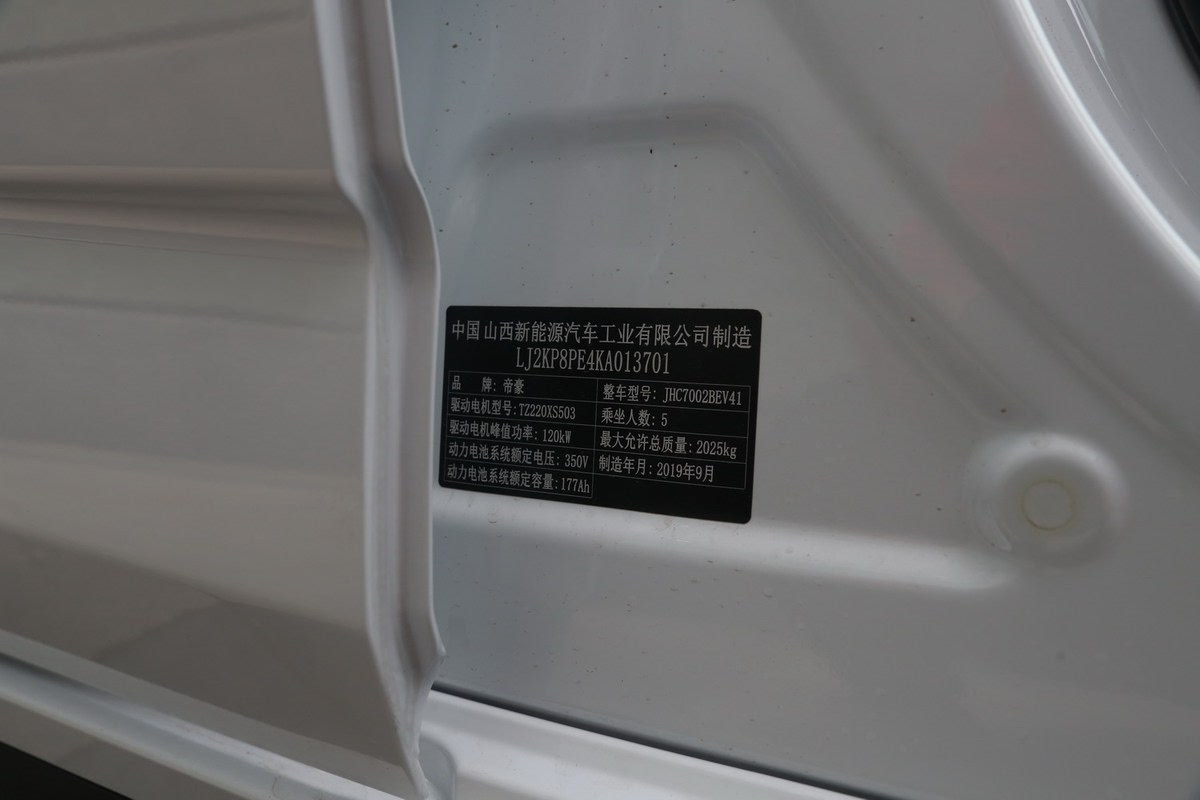 中国 山西新能源汽车工业有限公司制造
LJ2KP8PE4KA013701
品 牌: 帝豪
整车型号: JHC7002BEV41
驱动电机型号: TZ220XS503
乘坐人数: 5
驱动电机峰值功率: 120kW
最大允许总质量: 2025kg
动力电池系统额定电压: 350V
制造年月: 2019年9月
动力电池系统额定容量: 177Ah